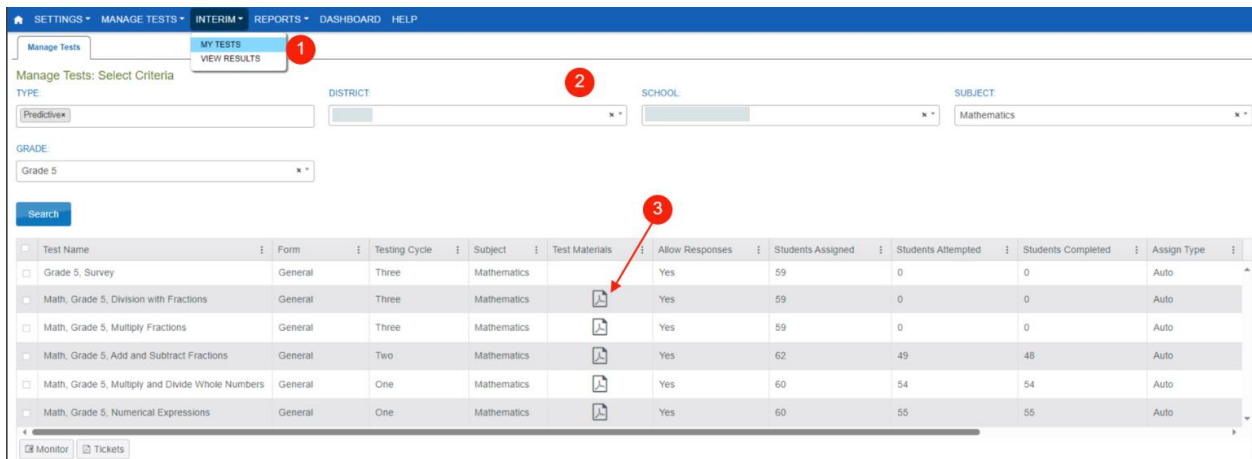 SETTINGS MANAGE TESTS INTERIM REPORTS DASHBOARD HELP
Manage Tests
MY TESTS
VIEW RESULTS
1
Manage Tests: Select Criteria
2
TYPE: DISTRICT: SCHOOL: SUBJECT:
Predictive× × × Mathematics ×
GRADE:
Grade 5 ×
Search
3
Test Name Form Testing Cycle Subject Test Materials Allow Responses Students Assigned Students Attempted Students Completed Assign Type
Grade 5, Survey General Three Mathematics Yes 59 0 0 Auto
Math, Grade 5, Division with Fractions General Three Mathematics Yes 59 0 0 Auto
Math, Grade 5, Multiply Fractions General Three Mathematics Yes 59 0 0 Auto
Math, Grade 5, Add and Subtract Fractions General Two Mathematics Yes 62 49 48 Auto
Math, Grade 5, Multiply and Divide Whole Numbers General One Mathematics Yes 60 54 54 Auto
Math, Grade 5, Numerical Expressions General One Mathematics Yes 60 55 55 Auto
Monitor Tickets